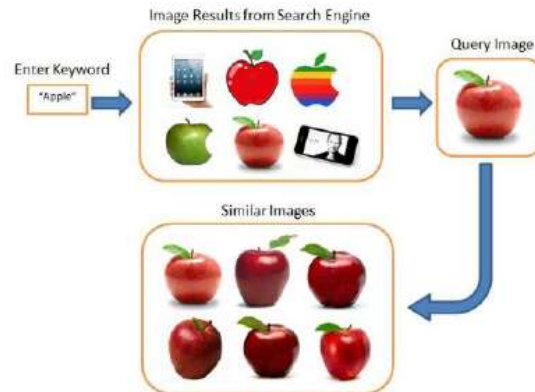 Image Results from Search Engine
Query Image
Enter Keyword
"Apple"
Similar Images